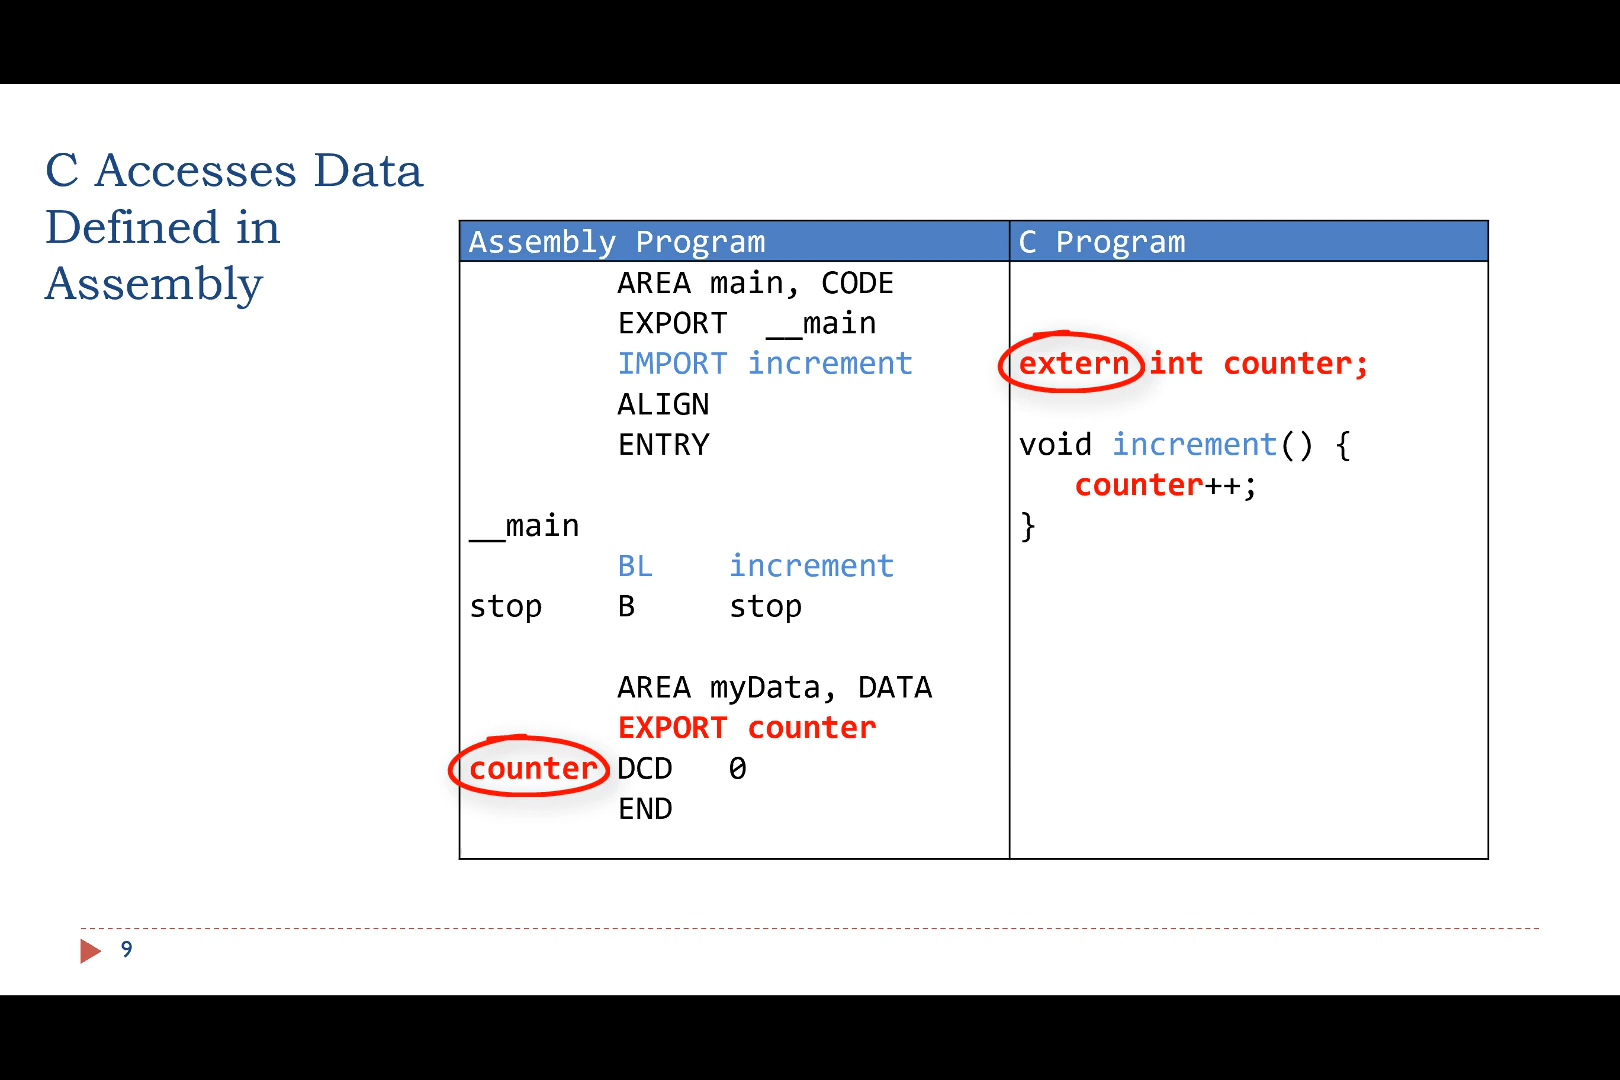 C Accesses Data
Defined in
Assembly
Assembly Program
AREA main, CODE
EXPORT __main
IMPORT increment
ALIGN
ENTRY
__main
BL increment
stop B stop
AREA myData, DATA
EXPORT counter
counter DCD 0
END
C Program
extern int counter;
void increment() {
counter++;
}
9